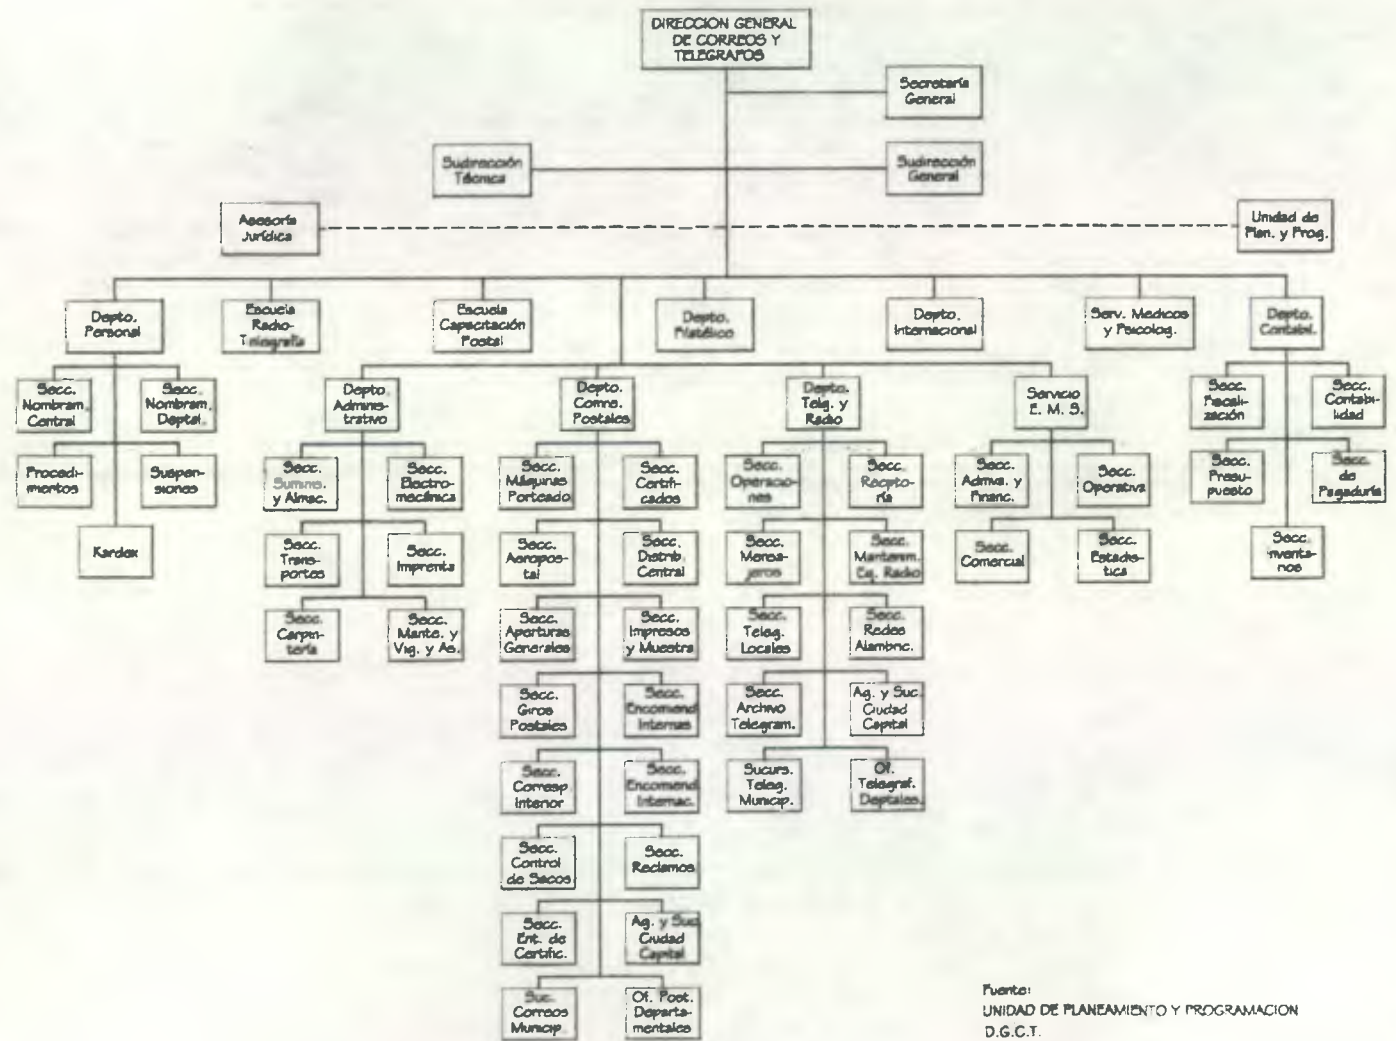 DIRECCION GENERAL
DE CORREOS Y
TELEGRAFOS
Secretaría
General
Sudirección
Técnica
Sudirección
General
Asesoría
Jurídica
Unidad de
Plan. y Prog.
Depto.
Personal
Escuela
Radio-
Telegrafía
Escuela
Capacitación
Postal
Depto.
Filatélico
Depto.
Internacional
Serv. Medicos
y Psicolog.
Depto.
Contabil.
Secc.
Nombram.
Central
Secc.
Nombram.
Deptal.
Procedi-
mientos
Suspen-
siones
Kardex
Depto.
Adminis-
trativo
Secc.
Sumins.
y Almac.
Secc.
Electro-
mecánica
Secc.
Trans-
portes
Secc.
Imprenta
Secc.
Carpin-
tería
Secc.
Mante. y
Vig. y As.
Depto.
Comns.
Postales
Secc.
Máquinas
Porteado
Secc.
Certifi-
cados
Secc.
Aeropos-
tal
Secc.
Distrib.
Central
Secc.
Aperturas
Generales
Secc.
Impresos
y Muestra
Secc.
Giros
Postales
Secc.
Encomiend
Internas
Secc.
Corresp.
Interior
Secc.
Encomiend
Internac.
Secc.
Control
de Sacos
Secc.
Reclamos
Secc.
Ent. de
Certific.
Ag. y Suc.
Ciudad
Capital
Suc.
Correos
Municip.
Of. Post.
Departa-
mentales
Depto.
Telg. y
Radio
Secc.
Operacio-
nes
Secc.
Recpto-
ría
Secc.
Mensa-
jeros
Secc.
Mantenim.
Eq. Radio
Secc.
Teleg.
Locales
Secc.
Redes
Alambric.
Secc.
Archivo
Telegram.
Ag. y Suc.
Ciudad
Capital
Sucurs.
Teleg.
Municip.
Of.
Telegraf.
Deptales.
Servicio
E. M. S.
Secc.
Admva. y
Financ.
Secc.
Operativa
Secc.
Comercial
Secc.
Estadis-
tica
Secc.
Fiscali-
zación
Secc.
Contabi-
lidad
Secc.
Presu-
puesto
Secc.
de
Pagaduría
Secc.
Inventa-
rios
Fuente:
UNIDAD DE PLANEAMIENTO Y PROGRAMACION
D.G.C.T.